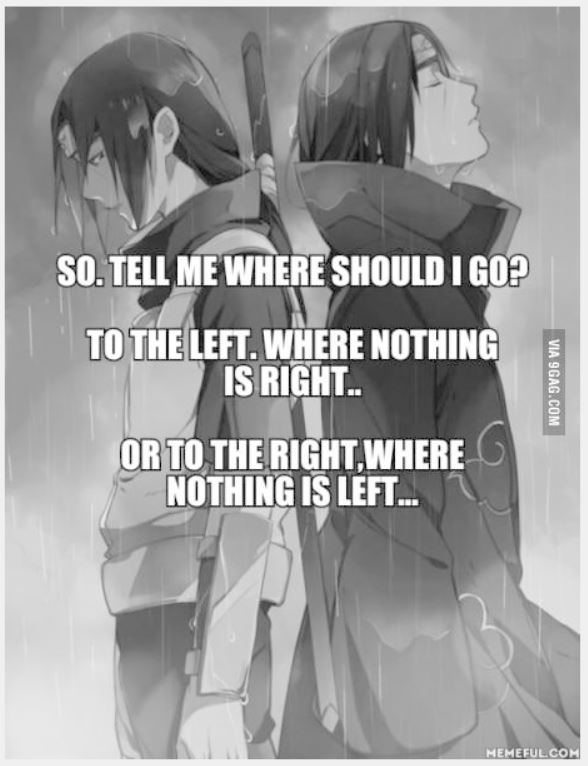 SO. TELL ME WHERE SHOULD I GO?
TO THE LEFT. WHERE NOTHING
IS RIGHT..
OR TO THE RIGHT,WHERE
NOTHING IS LEFT...
VIA 9GAG.COM
MEMEFUL.COM